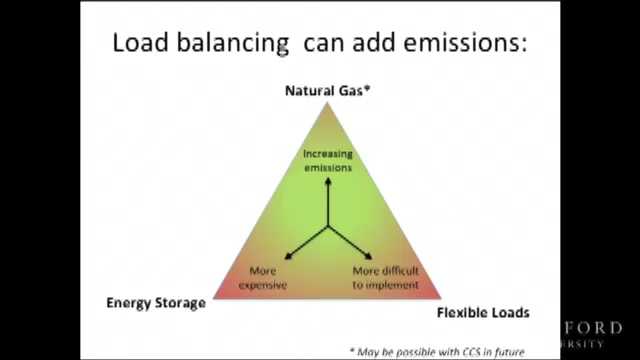 Load balancing can add emissions:
Natural Gas*
Increasing
emissions
More
expensive
More difficult
to implement
Energy Storage
Flexible Loads
* May be possible with CCS in future
FORD
ERSITY